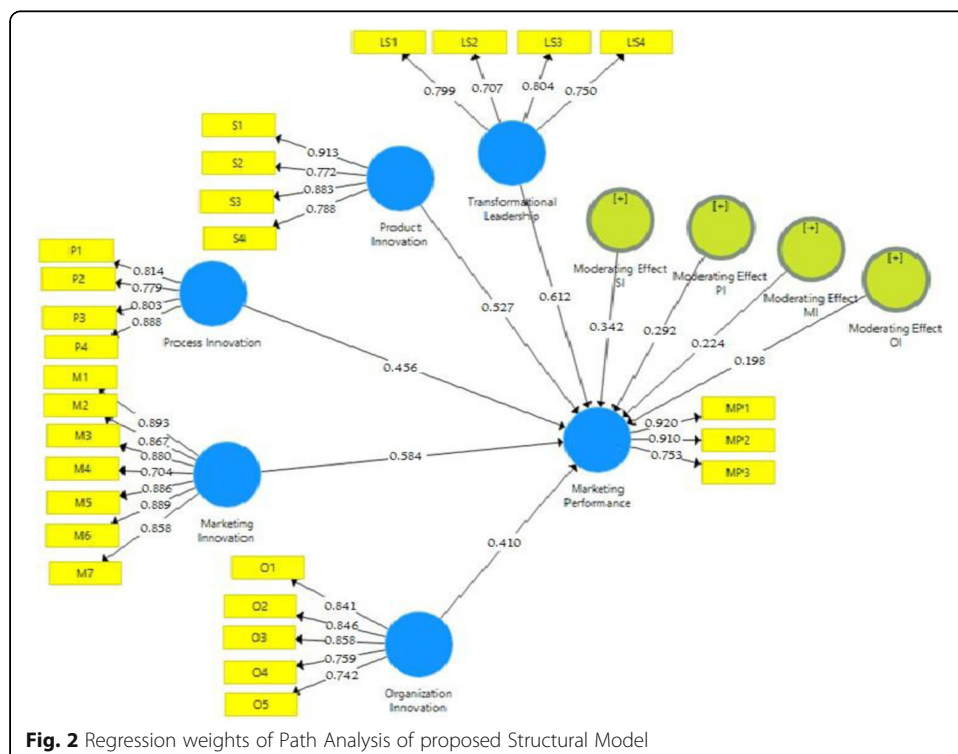 LS1
LS2
LS3
LS4
0.799
0.707
0.804
0.750
Transformational
Leadership
S1
S2
S3
S4
0.913
0.772
0.883
0.788
Product
Innovation
[+]
Moderating Effect
SI
[+]
Moderating Effect
PI
[+]
Moderating Effect
MI
[+]
Moderating Effect
OI
P1
P2
P3
P4
0.814
0.779
0.803
0.888
Process Innovation
0.527
0.612
0.342
0.292
0.224
0.198
0.456
M1
M2
M3
M4
M5
M6
M7
0.893
0.867
0.880
0.704
0.886
0.889
0.858
Marketing
Innovation
0.584
Marketing
Performance
0.920
0.910
0.753
MP1
MP2
MP3
0.410
O1
O2
O3
O4
O5
0.841
0.846
0.858
0.759
0.742
Organization
Innovation
Fig. 2 Regression weights of Path Analysis of proposed Structural Model